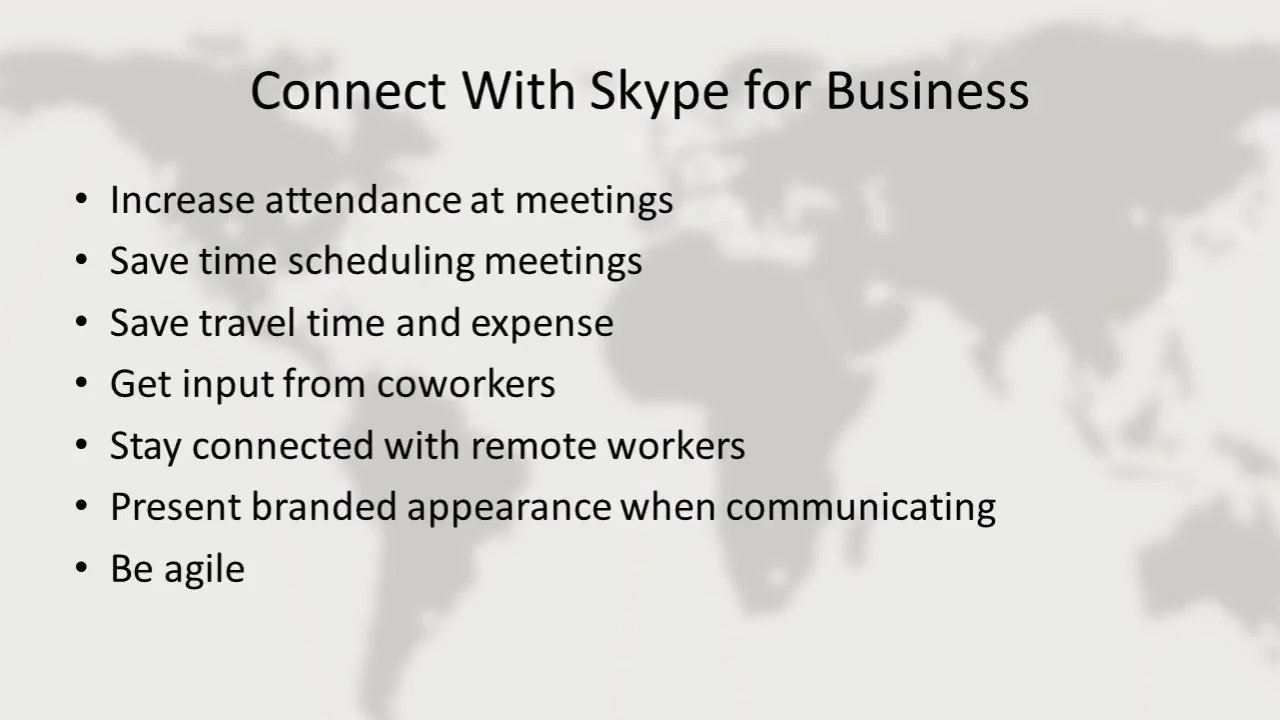 Connect With Skype for Business
• Increase attendance at meetings
• Save time scheduling meetings
• Save travel time and expense
• Get input from coworkers
• Stay connected with remote workers
• Present branded appearance when communicating
• Be agile